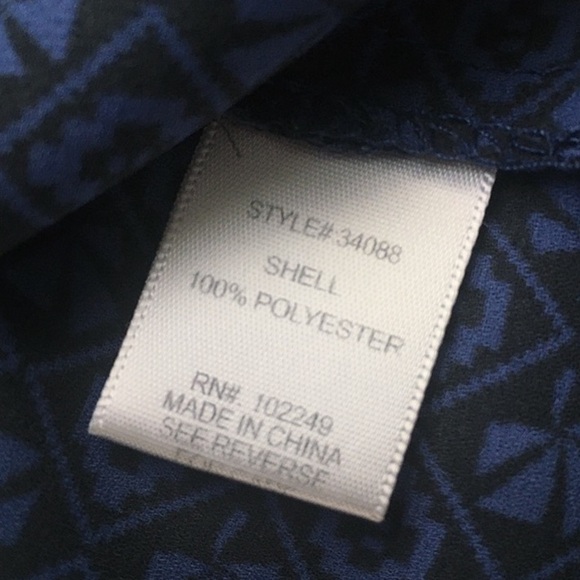 STYLE# 34088
SHELL
100% POLYESTER
RN#. 102249
MADE IN CHINA
SEE REVERSE